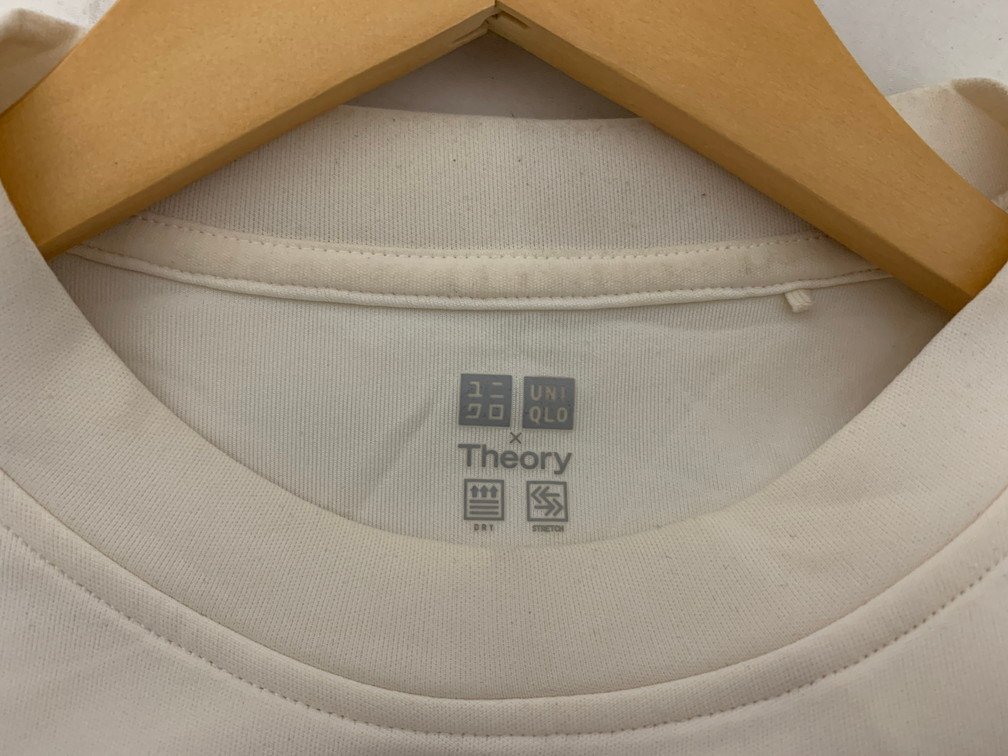 ユニ UNI
クロ QLO
×
Theory
DRY STRETCH